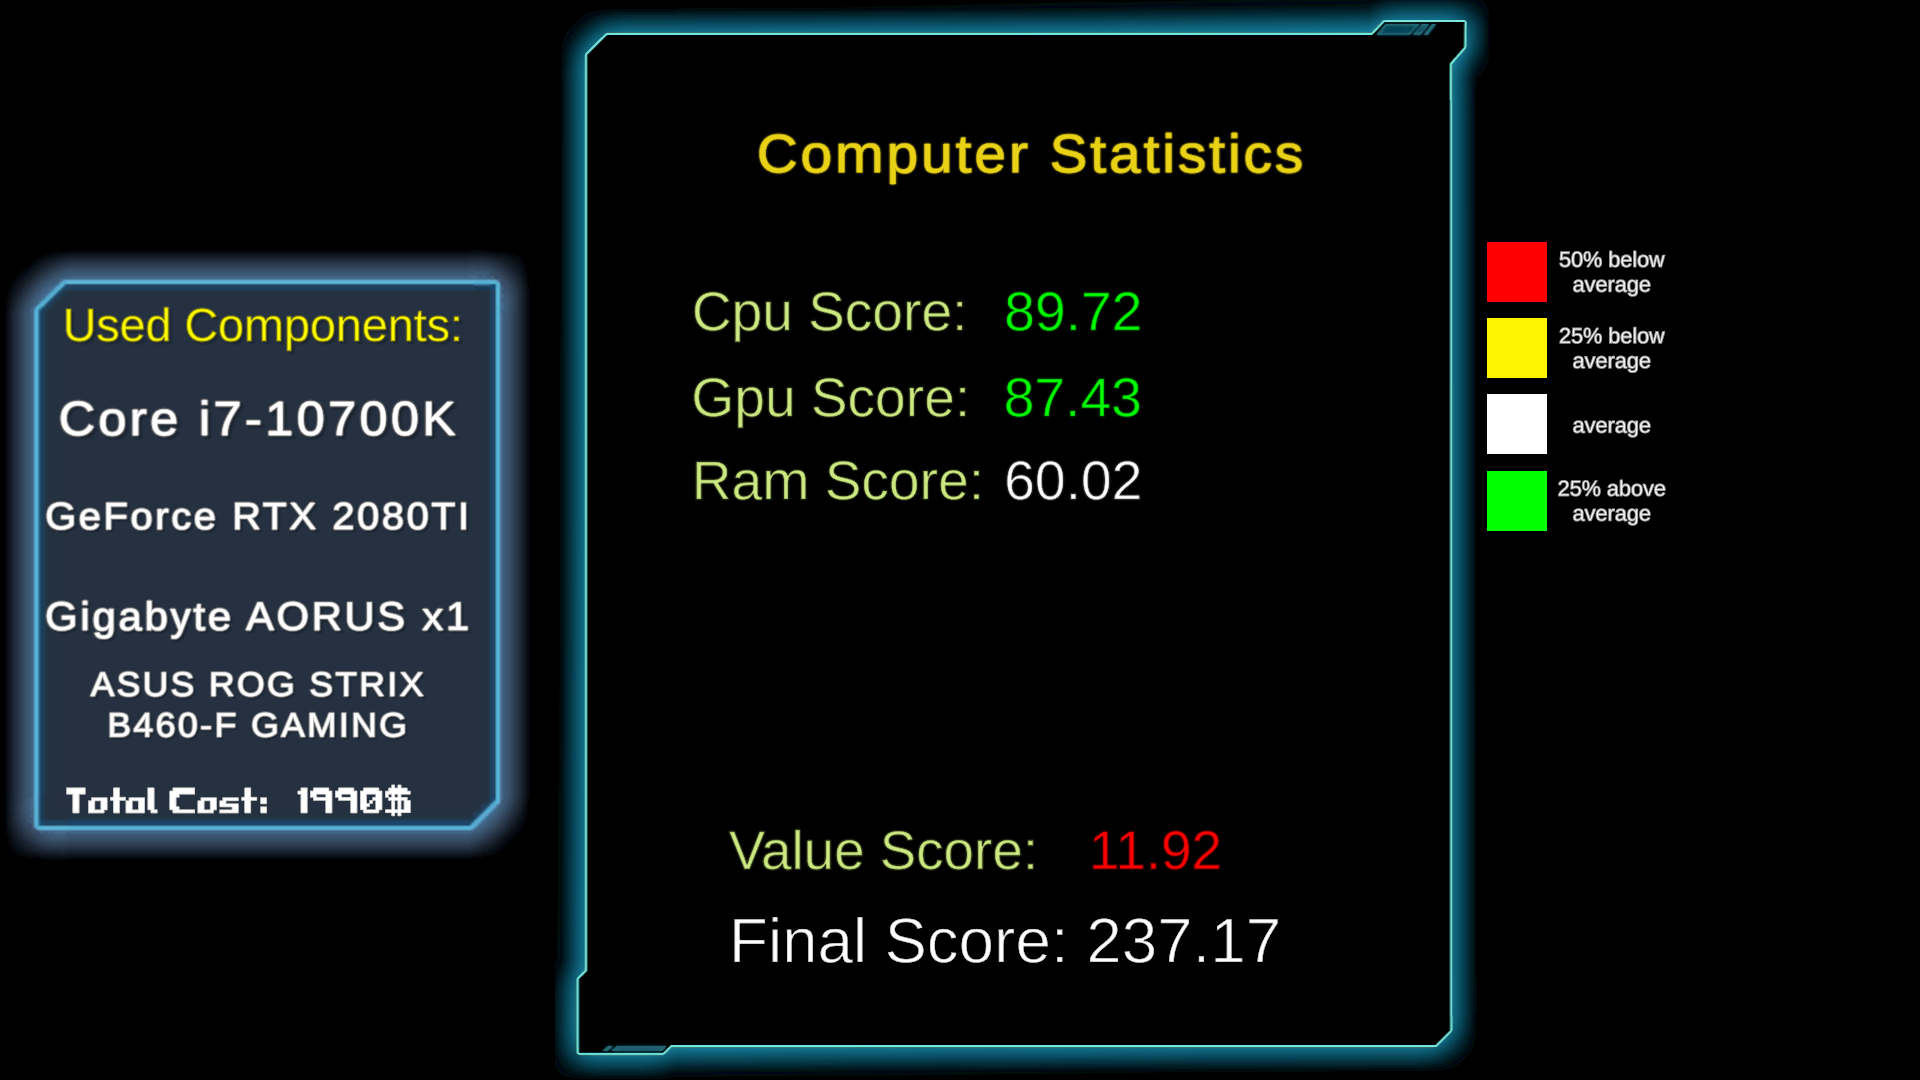 Computer Statistics
Used Components:
Core i7-10700K
GeForce RTX 2080TI
Gigabyte AORUS x1
ASUS ROG STRIX
B460-F GAMING
Total Cost: 1990$
Cpu Score: 89.72
Gpu Score: 87.43
Ram Score: 60.02
Value Score: 11.92
Final Score: 237.17
50% below
average
25% below
average
average
25% above
average